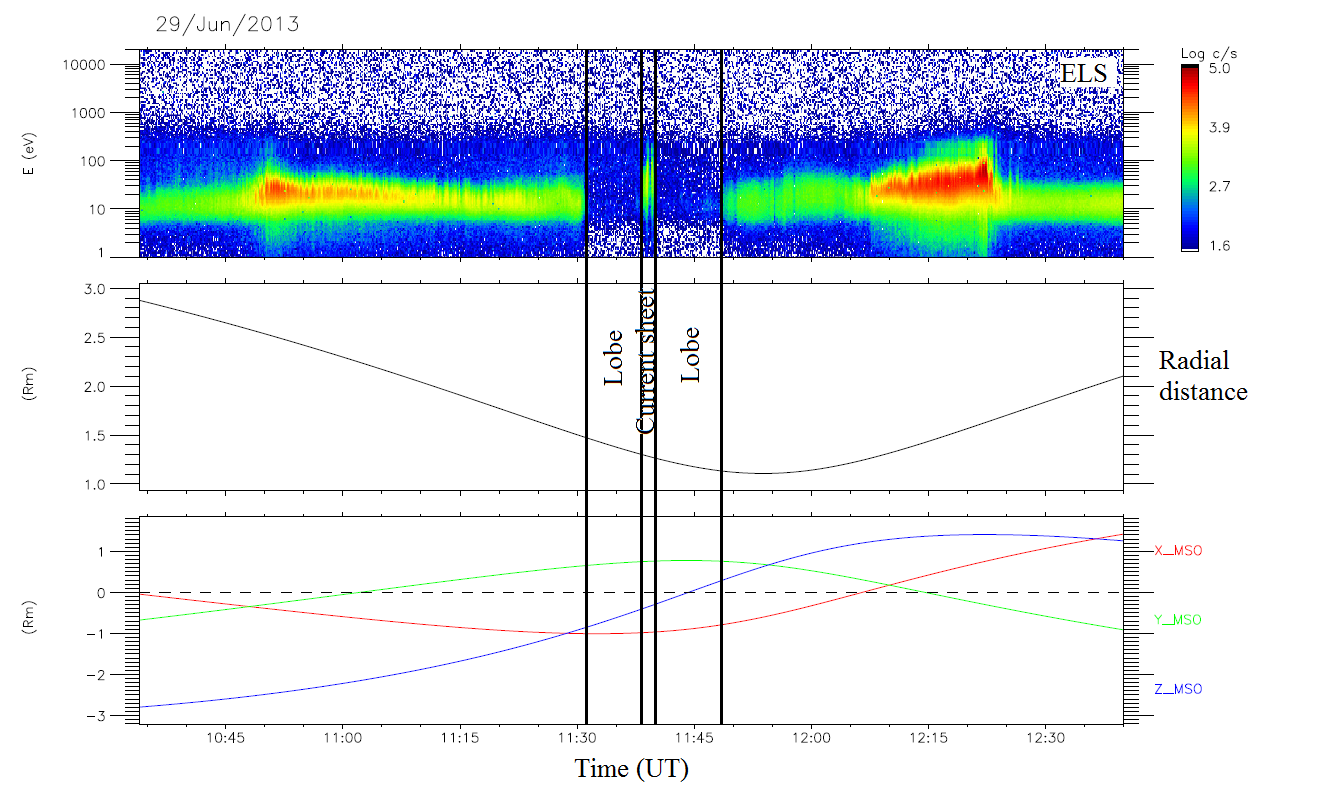 29/Jun/2013
Log c/s
ELS
10000
1000
100
10
1
E (eV)
5.0
3.9
2.7
1.6
3.0
2.5
2.0
1.5
1.0
(Rm)
Lobe
Current sheet
Lobe
Radial
distance
1
0
-1
-2
-3
(Rm)
X_MSO
Y_MSO
Z_MSO
10:45
11:00
11:15
11:30
11:45
12:00
12:15
12:30
Time (UT)